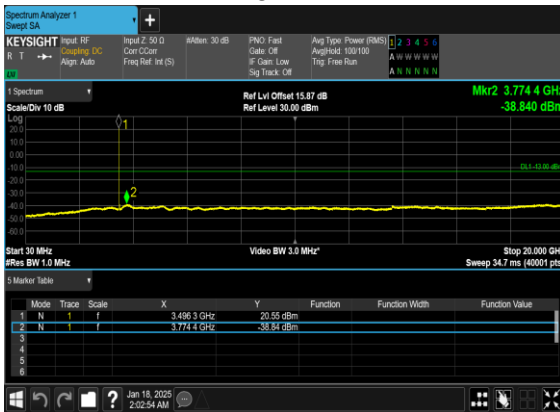 Spectrum Analyzer 1
Swept SA
+
KEYSIGHT Input: RF Input Z: 50 Ω #Atten: 30 dB PNO: Fast Avg Type: Power (RMS) 1 2 3 4 5 6
R T Coupling: DC Corr CCorr Gate: Off Avg|Hold: 100/100 A W W W W W
Align: Auto Freq Ref: Int (S) IF Gain: Low Trig: Free Run
Sig Track: Off A N N N N N
1 Spectrum Ref Lvl Offset 15.87 dB Mkr2 3.774 4 GHz
Scale/Div 10 dB Ref Level 30.00 dBm -38.840 dBm
Log
20.0
10.0
0.00
-10.0
DL1 -13.00 dBm
-20.0
-30.0
-40.0
-50.0
-60.0
1
2
Start 30 MHz Video BW 3.0 MHz* Stop 20.000 GHz
#Res BW 1.0 MHz Sweep 34.7 ms (40001 pts)
5 Marker Table
Mode Trace Scale X Y Function Function Width Function Value
1 N 1 f 3.496 3 GHz 20.55 dBm
2 N 1 f 3.774 4 GHz -38.84 dBm
3
4
5
6
? Jan 18, 2025
2:02:54 AM